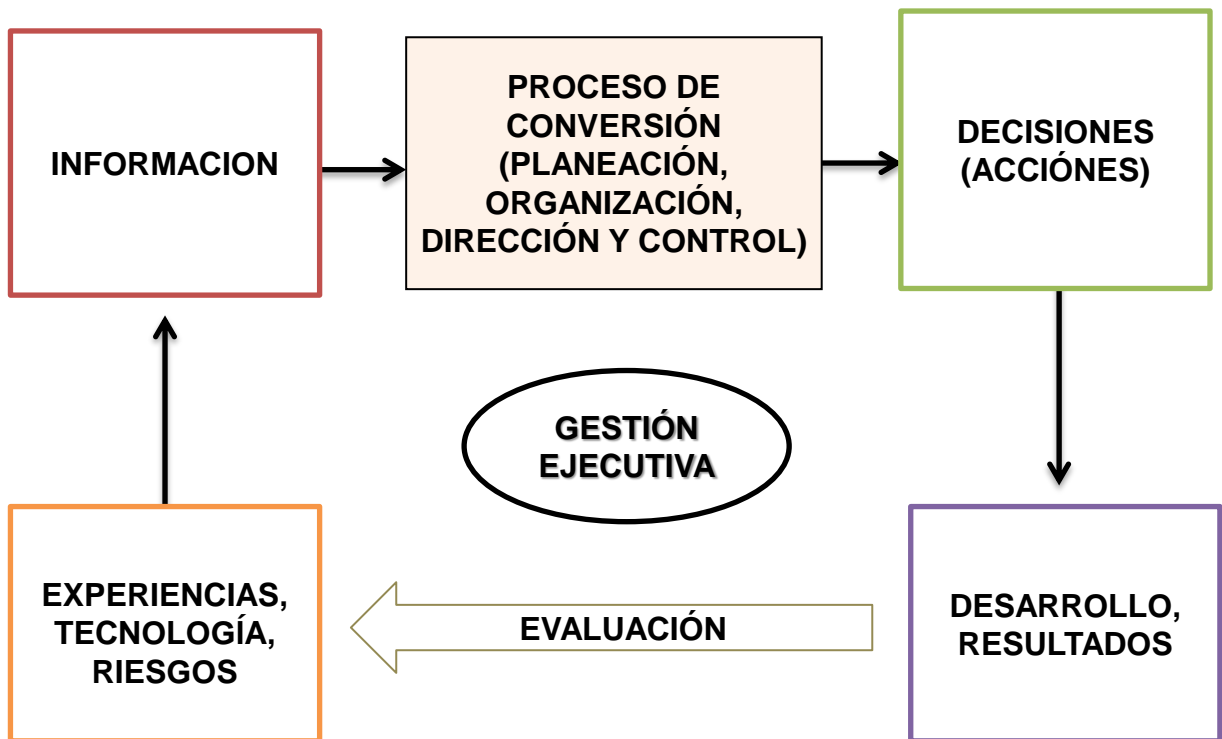 INFORMACION
PROCESO DE
CONVERSIÓN
(PLANEACIÓN,
ORGANIZACIÓN,
DIRECCIÓN Y CONTROL)
DECISIONES
(ACCIÓNES)
GESTIÓN
EJECUTIVA
EXPERIENCIAS,
TECNOLOGÍA,
RIESGOS
EVALUACIÓN
DESARROLLO,
RESULTADOS